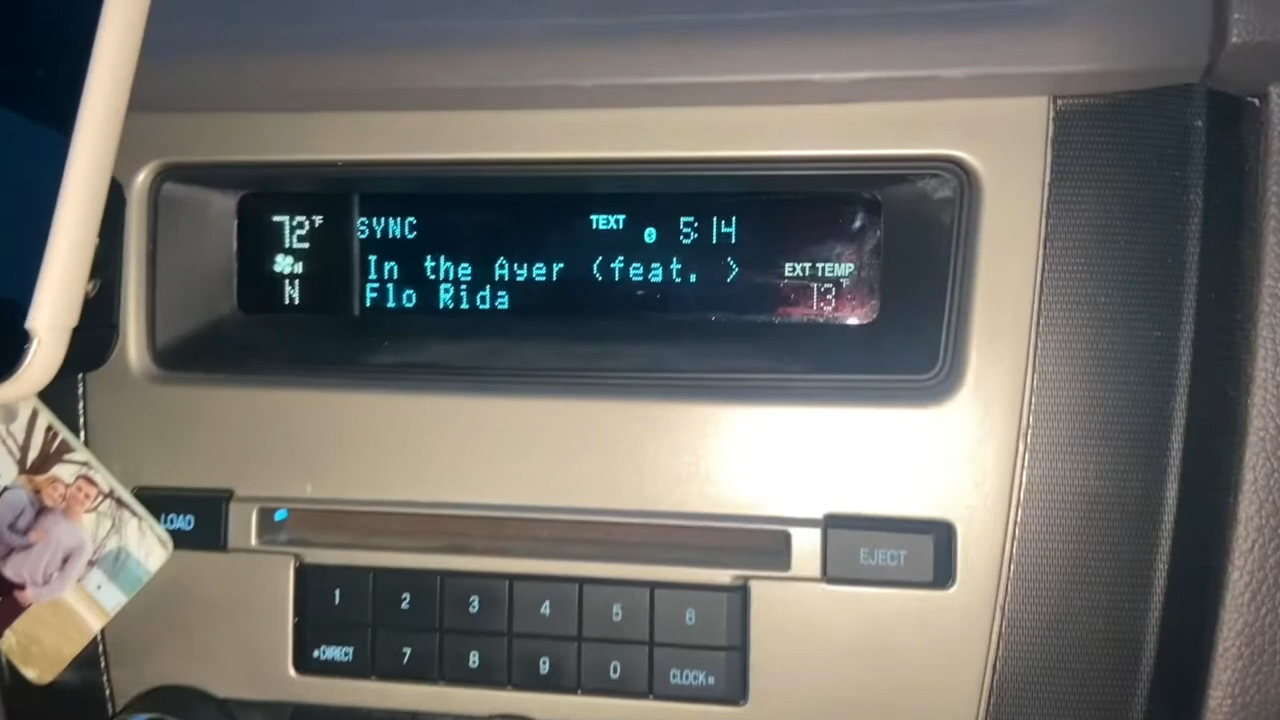 72°F SYNC TEXT 5:14
In the Ayer (feat. >
EXT TEMP
N Flo Rida 13°F
LOAD
EJECT
1 2 3 4 5 6
*DIRECT 7 8 9 0 CLOCK #